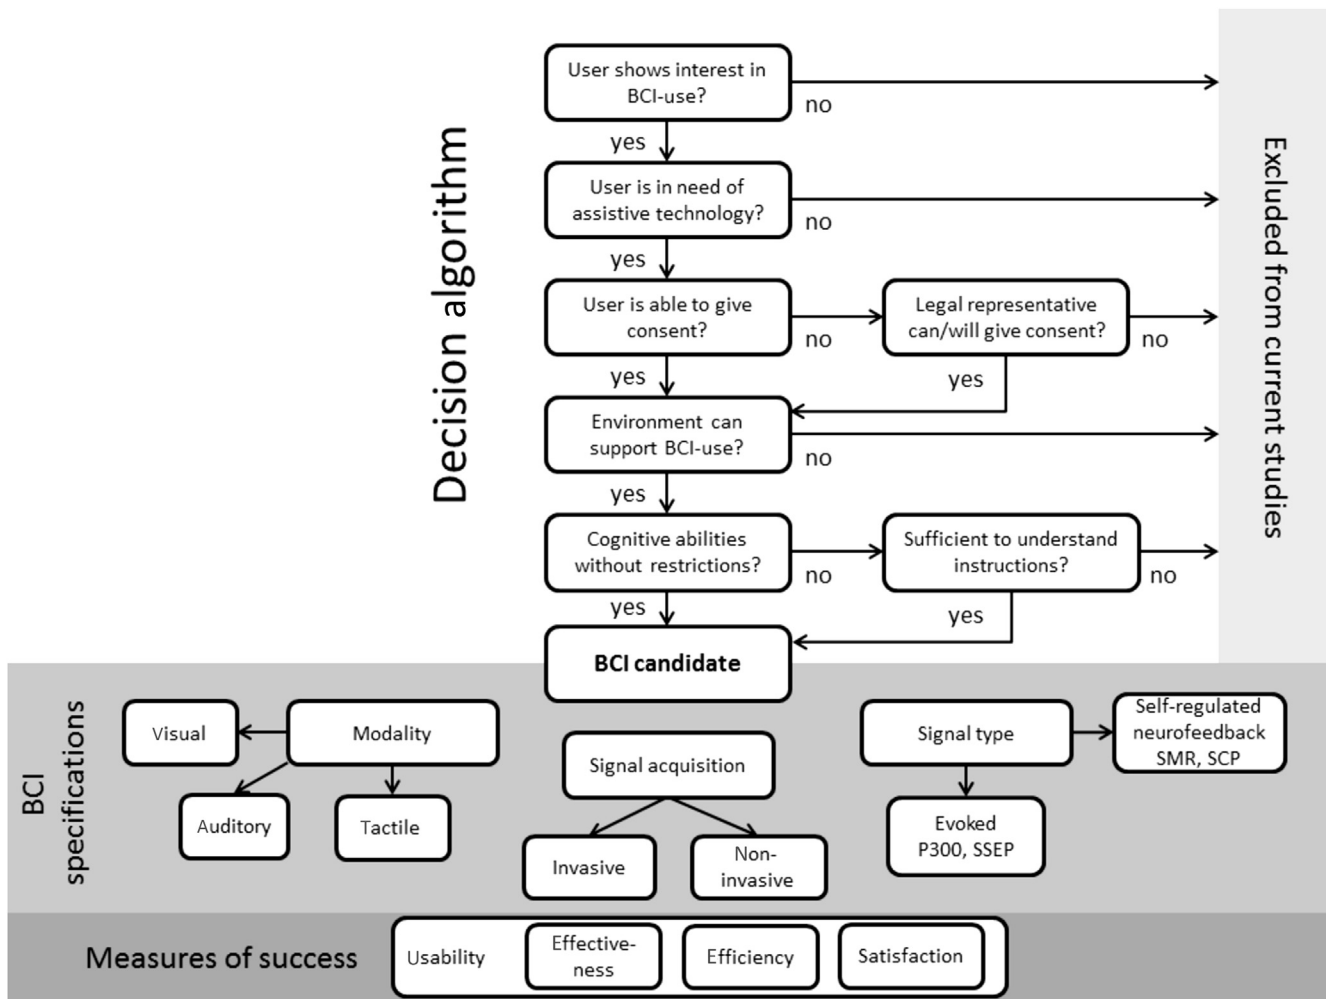 User shows interest in
BCI-use?
no
yes
Decision algorithm
User is in need of
assistive technology?
no
yes
User is able to give
consent?
no
Legal representative
can/will give consent?
no
yes
yes
Environment can
support BCI-use?
no
yes
Cognitive abilities
without restrictions?
no
Sufficient to understand
instructions?
no
yes
yes
BCI candidate
Excluded from current studies
BCI
specifications
Visual
Modality
Auditory
Tactile
Signal acquisition
Invasive
Non-
invasive
Signal type
Self-regulated
neurofeedback
SMR, SCP
Evoked
P300, SSEP
Measures of success
Usability
Effective-
ness
Efficiency
Satisfaction